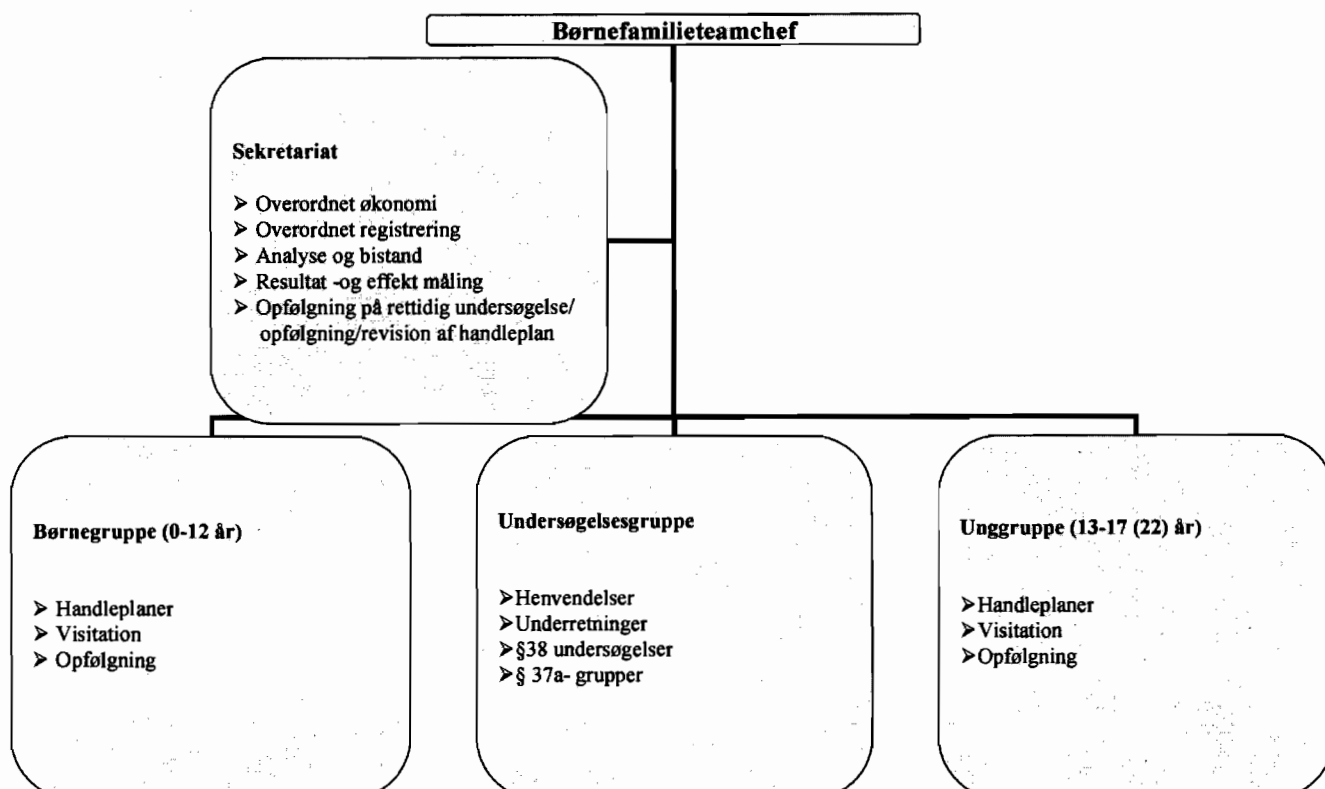 Børnefamilieteamchef
Sekretariat
➢ Overordnet økonomi
➢ Overordnet registrering
➢ Analyse og bistand
➢ Resultat -og effekt måling
➢ Opfølgning på rettidig undersøgelse/
opfølgning/revision af handleplan
Børnegruppe (0-12 år)
➢ Handleplaner
➢ Visitation
➢ Opfølgning
Undersøgelsesgruppe
➢Henvendelser
➢Underretninger
➢§38 undersøgelser
➢§ 37a- grupper
Unggruppe (13-17 (22) år)
➢Handleplaner
➢Visitation
➢Opfølgning